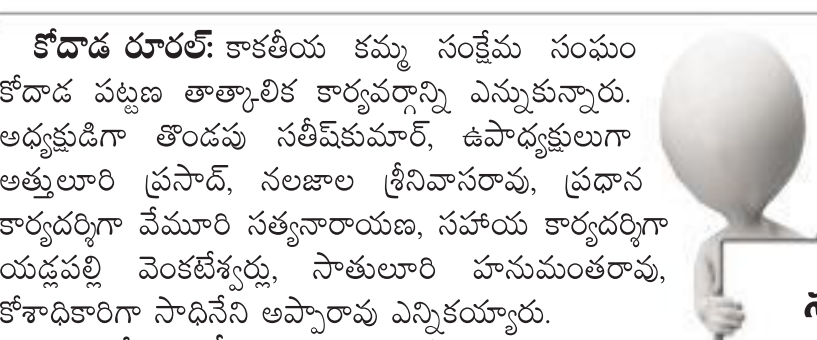 కోదాడ రూరల్: కాకతీయ కమ్మ సంక్షేమ సంఘం
కోదాడ పట్టణ తాత్కాలిక కార్యవర్గాన్ని ఎన్నుకున్నారు.
అధ్యక్షుడిగా తొండపు సతీష్‌కుమార్, ఉపాధ్యక్షులుగా
అత్తులూరి ప్రసాద్, నలజాల శ్రీనివాసరావు, ప్రధాన
కార్యదర్శిగా వేమూరి సత్యనారాయణ, సహాయ కార్యదర్శిగా
యడ్లపల్లి వెంకటేశ్వర్లు, సాతులూరి హనుమంతరావు,
కోశాధికారిగా సాధినేని అప్పారావు ఎన్నికయ్యారు.